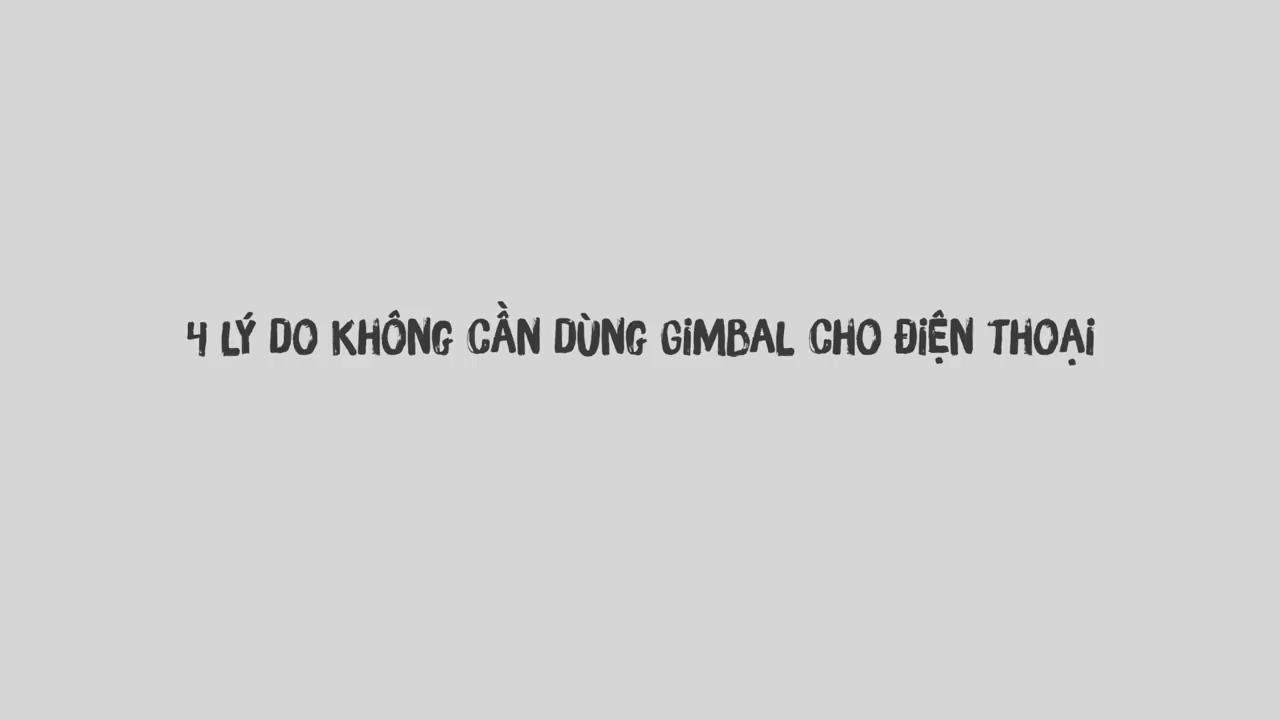 4 LÝ DO KHÔNG CẦN DÙNG GIMBAL CHO ĐIỆN THOẠI